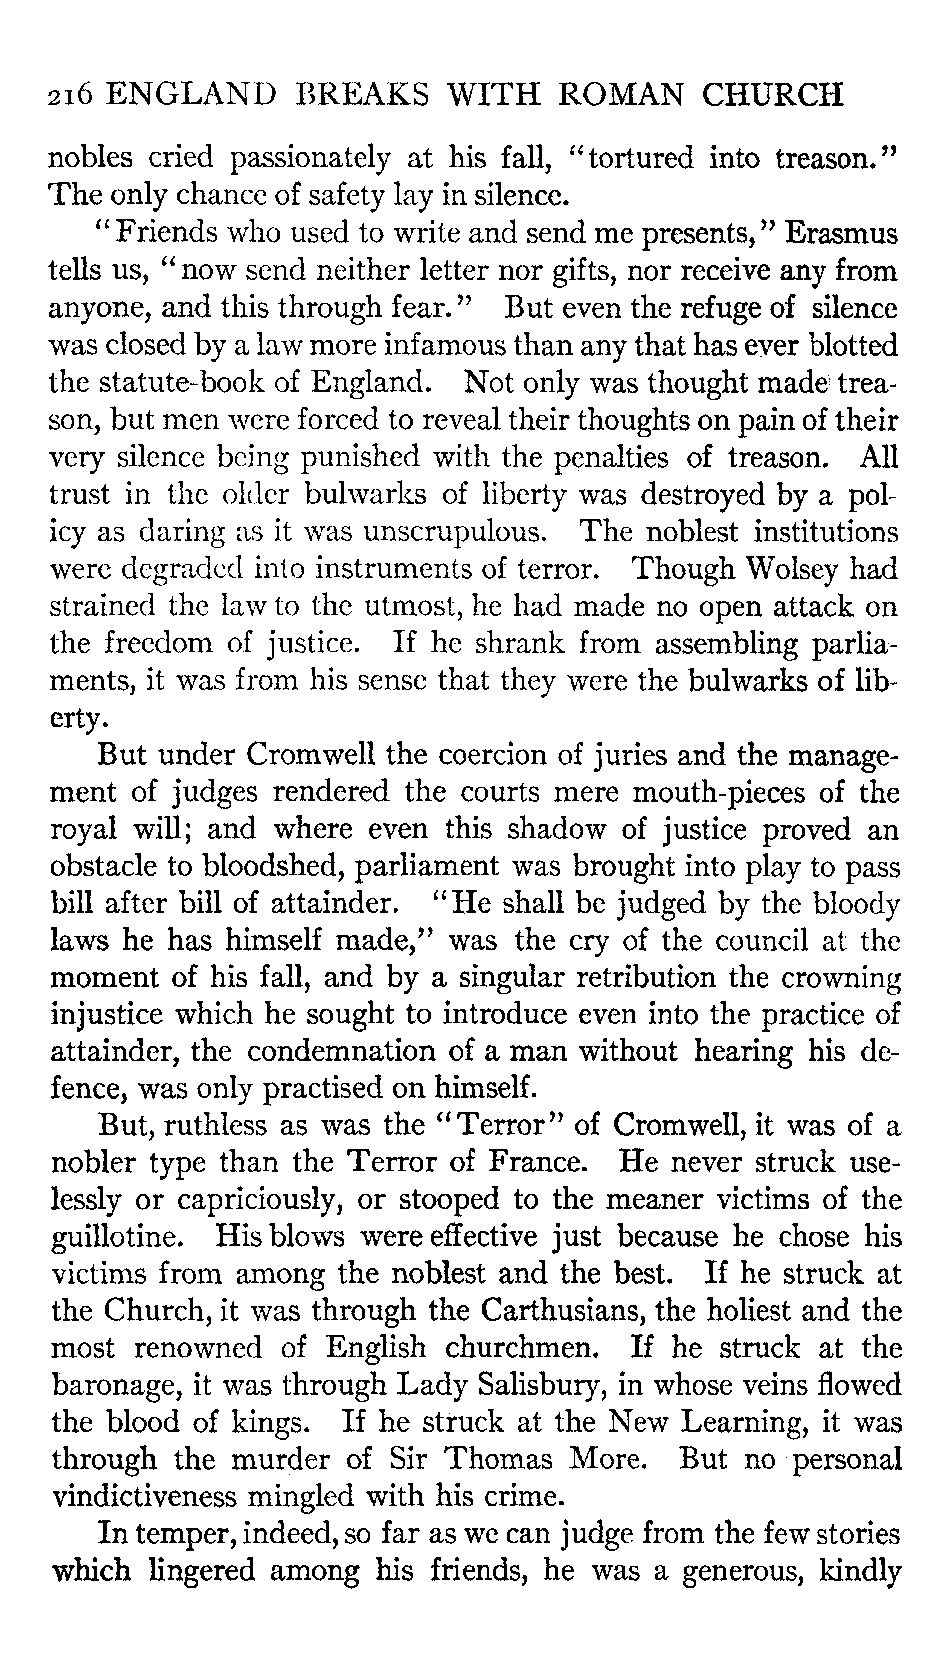 216 ENGLAND BREAKS WITH ROMAN CHURCH
nobles cried passionately at his fall, "tortured into treason."
The only chance of safety lay in silence.
"Friends who used to write and send me presents," Erasmus
tells us, "now send neither letter nor gifts, nor receive any from
anyone, and this through fear." But even the refuge of silence
was closed by a law more infamous than any that has ever blotted
the statute-book of England. Not only was thought made trea-
son, but men were forced to reveal their thoughts on pain of their
very silence being punished with the penalties of treason. All
trust in the older bulwarks of liberty was destroyed by a pol-
icy as daring as it was unscrupulous. The noblest institutions
were degraded into instruments of terror. Though Wolsey had
strained the law to the utmost, he had made no open attack on
the freedom of justice. If he shrank from assembling parlia-
ments, it was from his sense that they were the bulwarks of lib-
erty.
But under Cromwell the coercion of juries and the manage-
ment of judges rendered the courts mere mouth-pieces of the
royal will; and where even this shadow of justice proved an
obstacle to bloodshed, parliament was brought into play to pass
bill after bill of attainder. "He shall be judged by the bloody
laws he has himself made," was the cry of the council at the
moment of his fall, and by a singular retribution the crowning
injustice which he sought to introduce even into the practice of
attainder, the condemnation of a man without hearing his de-
fence, was only practised on himself.
But, ruthless as was the "Terror" of Cromwell, it was of a
nobler type than the Terror of France. He never struck use-
lessly or capriciously, or stooped to the meaner victims of the
guillotine. His blows were effective just because he chose his
victims from among the noblest and the best. If he struck at
the Church, it was through the Carthusians, the holiest and the
most renowned of English churchmen. If he struck at the
baronage, it was through Lady Salisbury, in whose veins flowed
the blood of kings. If he struck at the New Learning, it was
through the murder of Sir Thomas More. But no personal
vindictiveness mingled with his crime.
In temper, indeed, so far as we can judge from the few stories
which lingered among his friends, he was a generous, kindly